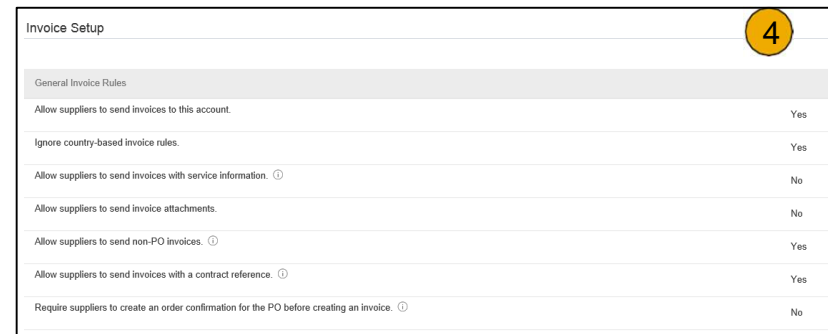 Invoice Setup
4
General Invoice Rules
Allow suppliers to send invoices to this account.
Yes
Ignore country-based invoice rules.
Yes
Allow suppliers to send invoices with service information.
No
Allow suppliers to send invoice attachments.
No
Allow suppliers to send non-PO invoices.
Yes
Allow suppliers to send invoices with a contract reference.
Yes
Require suppliers to create an order confirmation for the PO before creating an invoice.
No